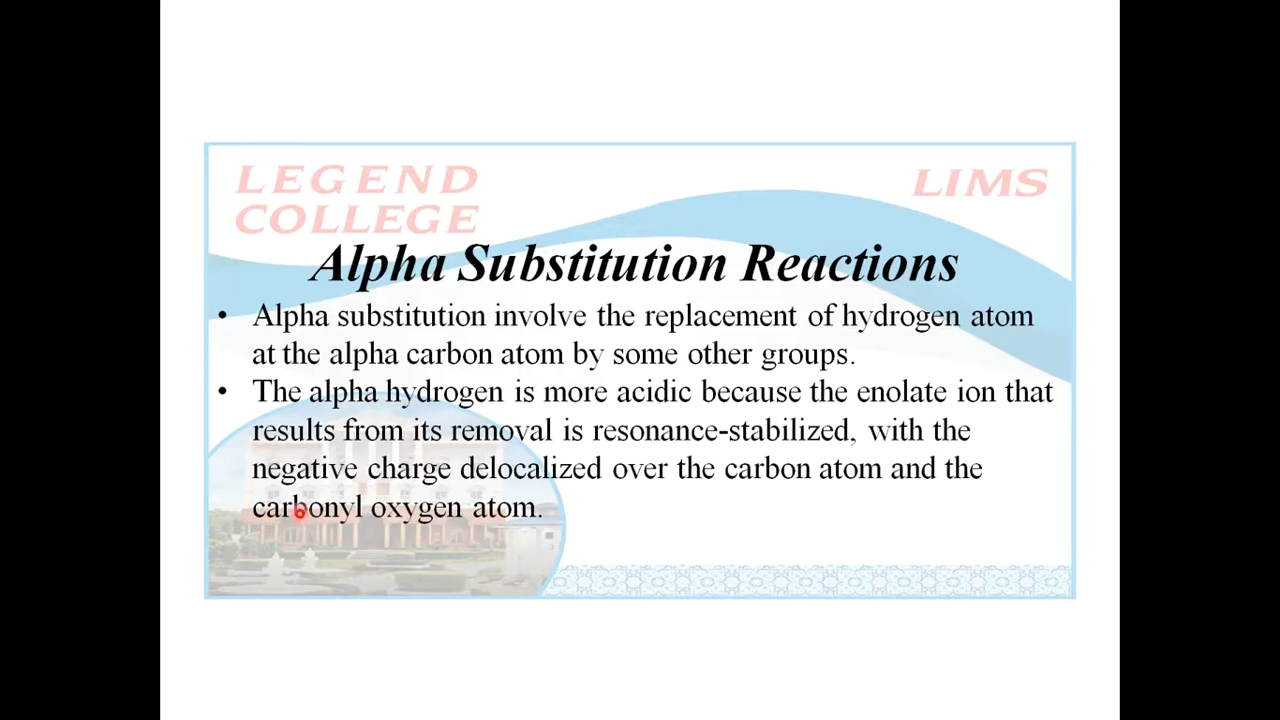 LEGEND
COLLEGE
LIMS
Alpha Substitution Reactions
• Alpha substitution involve the replacement of hydrogen atom
at the alpha carbon atom by some other groups.
• The alpha hydrogen is more acidic because the enolate ion that
results from its removal is resonance-stabilized, with the
negative charge delocalized over the carbon atom and the
carbonyl oxygen atom.